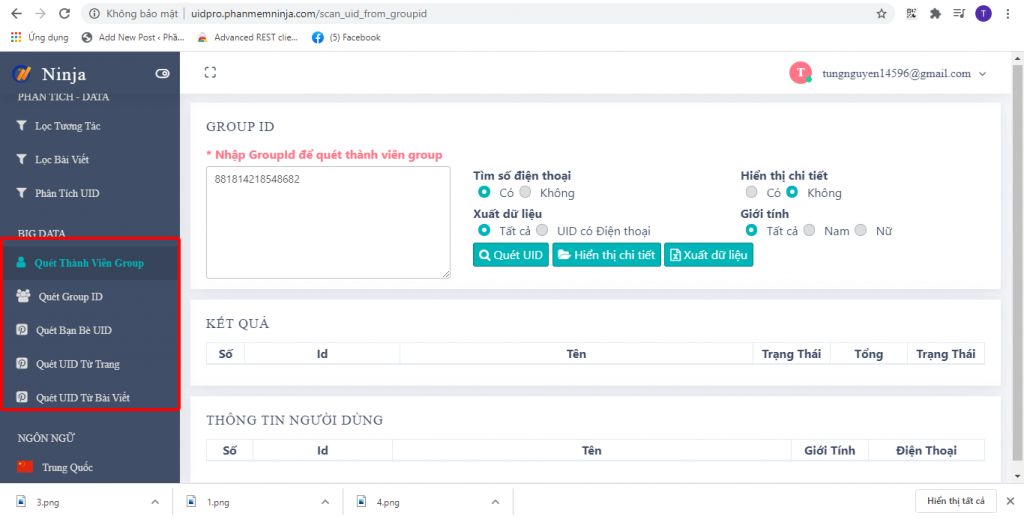 Không bảo mật | uidpro.phanmemninja.com/scan_uid_from_groupid
T
Ứng dụng
Add New Post ‹ Phầ...
Advanced REST clie...
(5) Facebook
Ninja
T
tungnguyen14596@gmail.com
PHÂN TÍCH - DATA
Lọc Tương Tác
Lọc Bài Viết
Phân Tích UID
BIG DATA
Quét Thành Viên Group
Quét Group ID
Quét Bạn Bè UID
Quét UID Từ Trang
Quét UID Từ Bài Viết
NGÔN NGỮ
Trung Quốc
GROUP ID
* Nhập GroupId để quét thành viên group
881814218548682
Tìm số điện thoại
Có Không
Hiển thị chi tiết
Có Không
Xuất dữ liệu
Tất cả UID có Điện thoại
Giới tính
Tất cả Nam Nữ
Quét UID
Hiển thị chi tiết
Xuất dữ liệu
KẾT QUẢ
Số Id Tên Trạng Thái Tổng Trạng Thái
THÔNG TIN NGƯỜI DÙNG
Số Id Tên Giới Tính Điện Thoại
3.png
1.png
4.png
Hiển thị tất cả